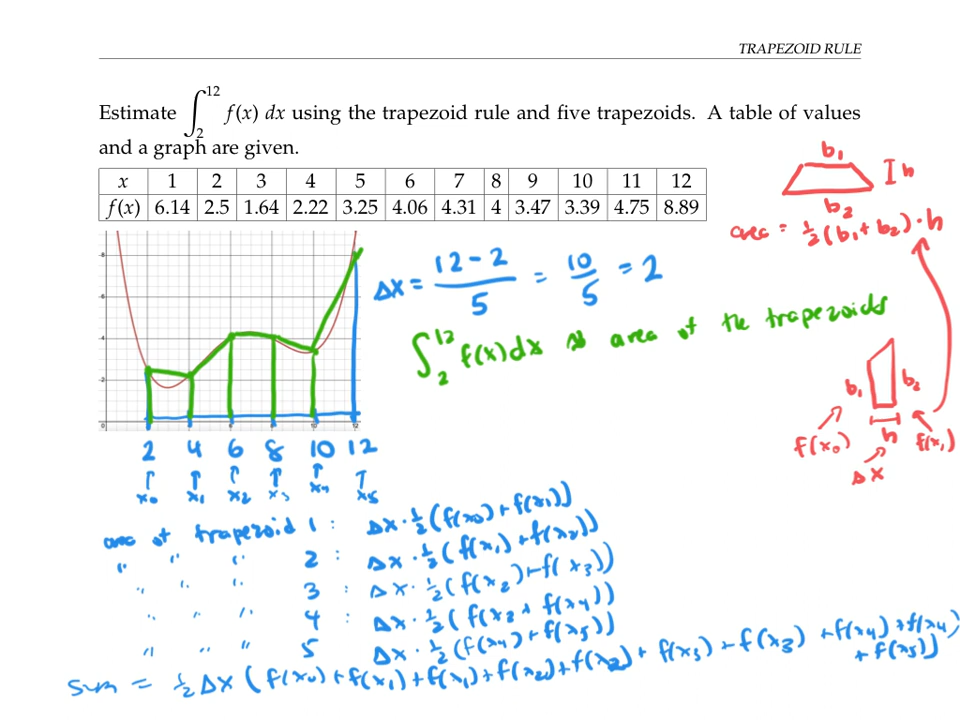 TRAPEZOID RULE
Estimate ∫₂¹² f(x) dx using the trapezoid rule and five trapezoids. A table of values
and a graph are given.
x 1 2 3 4 5 6 7 8 9 10 11 12
f(x) 6.14 2.5 1.64 2.22 3.25 4.06 4.31 4 3.47 3.39 4.75 8.89
b₁
h
b₂
area = ½(b₁ + b₂)·h
Δx = (12 - 2)/5 = 10/5 = 2
∫₂¹² f(x)dx ≈ area of the trapezoids
b₁ b₂
h
f(x₀) f(x₁)
Δx
8
6
4
2
0 10 12
2 4 6 8 10 12
↑ ↑ ↑ ↑ ↑ ↑
x₀ x₁ x₂ x₃ x₄ x₅
area of trapezoid 1 : Δx·½(f(x₀) + f(x₁))
" " " 2 : Δx·½(f(x₁) + f(x₂))
" " " 3 : Δx·½(f(x₂) + f(x₃))
" " " 4 : Δx·½(f(x₃ + f(x₄))
" " " 5 Δx·½(f(x₄) + f(x₅))
sum = ½Δx (f(x₀) + f(x₁) + f(x₁) + f(x₂) + f(x₂) + f(x₃) + f(x₃) + f(x₄) + f(x₄)
+ f(x₅))